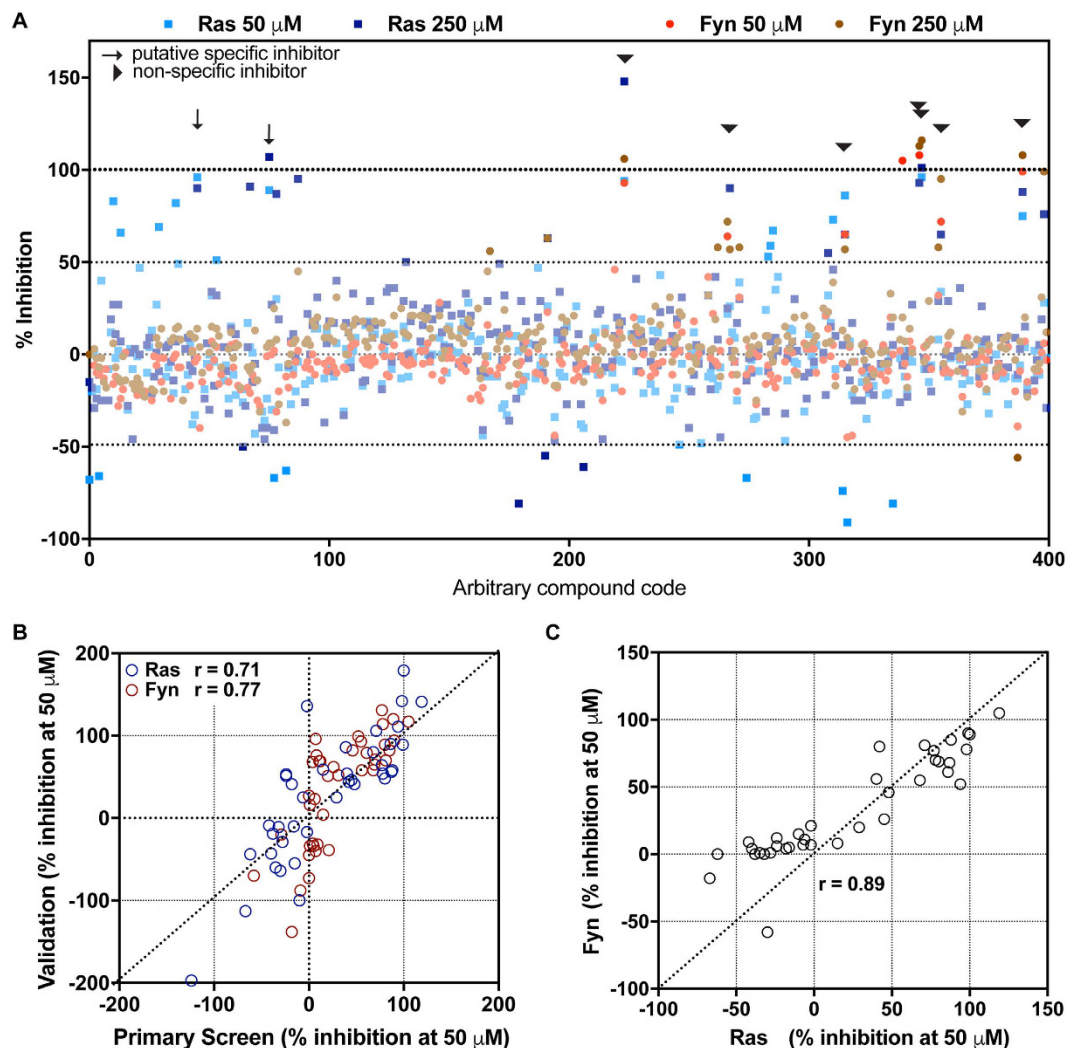 A
Ras 50 μM Ras 250 μM Fyn 50 μM Fyn 250 μM
putative specific inhibitor
non-specific inhibitor
% Inhibition
150
100
50
0
-50
-100
0 100 200 300 400
Arbitrary compound code
B
Ras r = 0.71
Fyn r = 0.77
Validation (% inhibition at 50 μM)
200
100
0
-100
-200
-200 -100 0 100 200
Primary Screen (% inhibition at 50 μM)
C
Fyn (% inhibition at 50 μM)
150
100
50
0
-50
-100
r = 0.89
-100 -50 0 50 100 150
Ras (% inhibition at 50 μM)